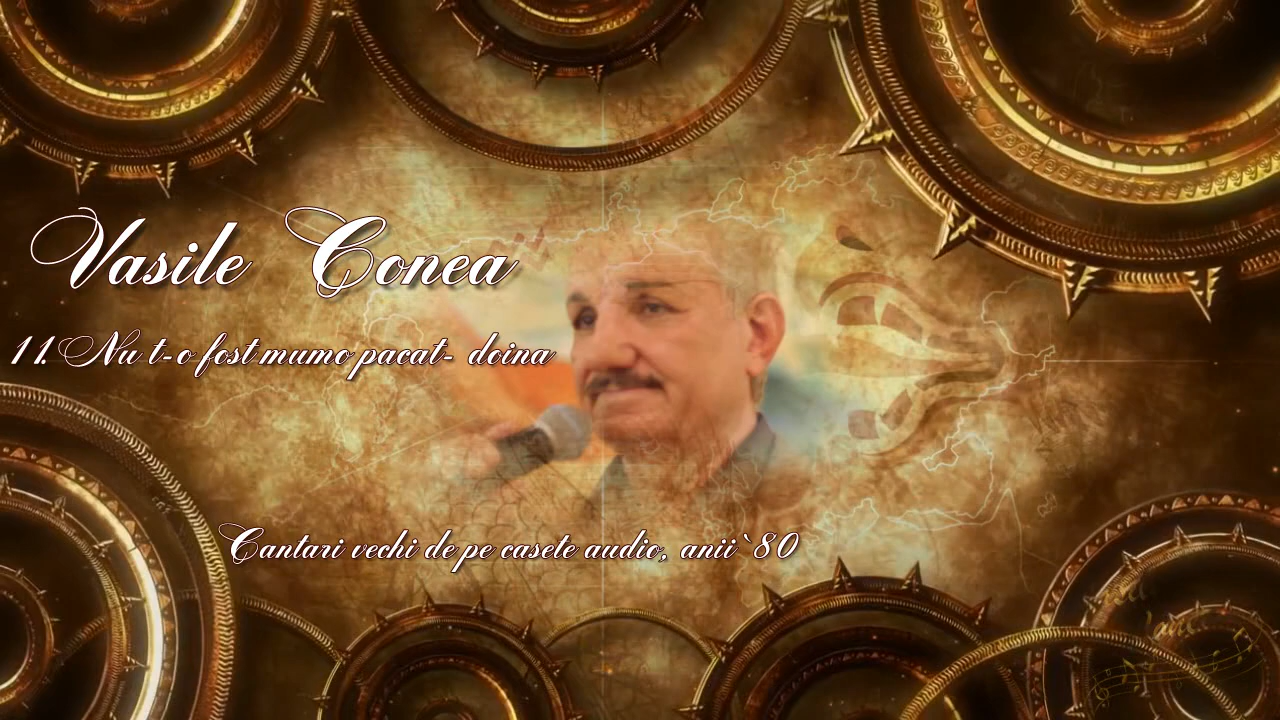 Vasile Conea
11. Nu t-o fost mumo pacat- doina
Cantari vechi de pe casete audio, anii`80